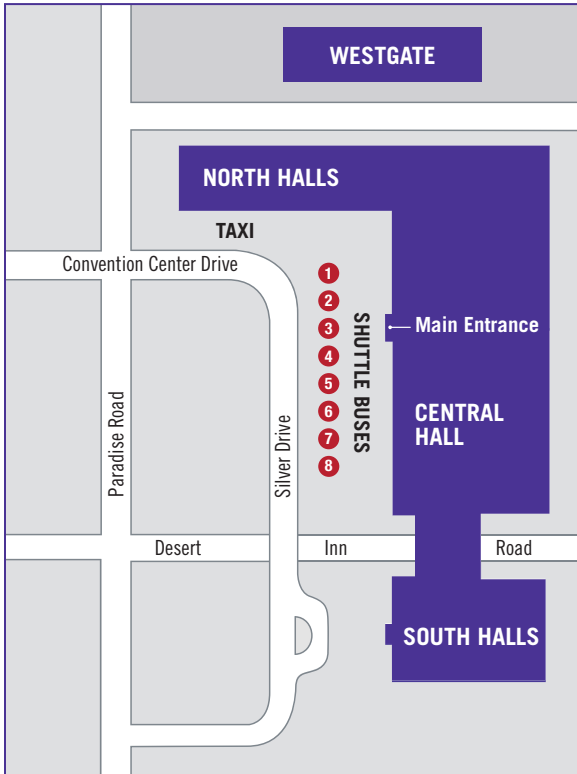 WESTGATE
NORTH HALLS
TAXI
Convention Center Drive
1
2
3
4
5
6
7
8
SHUTTLE BUSES
Main Entrance
CENTRAL
HALL
Paradise Road
Silver Drive
Desert Inn Road
SOUTH HALLS